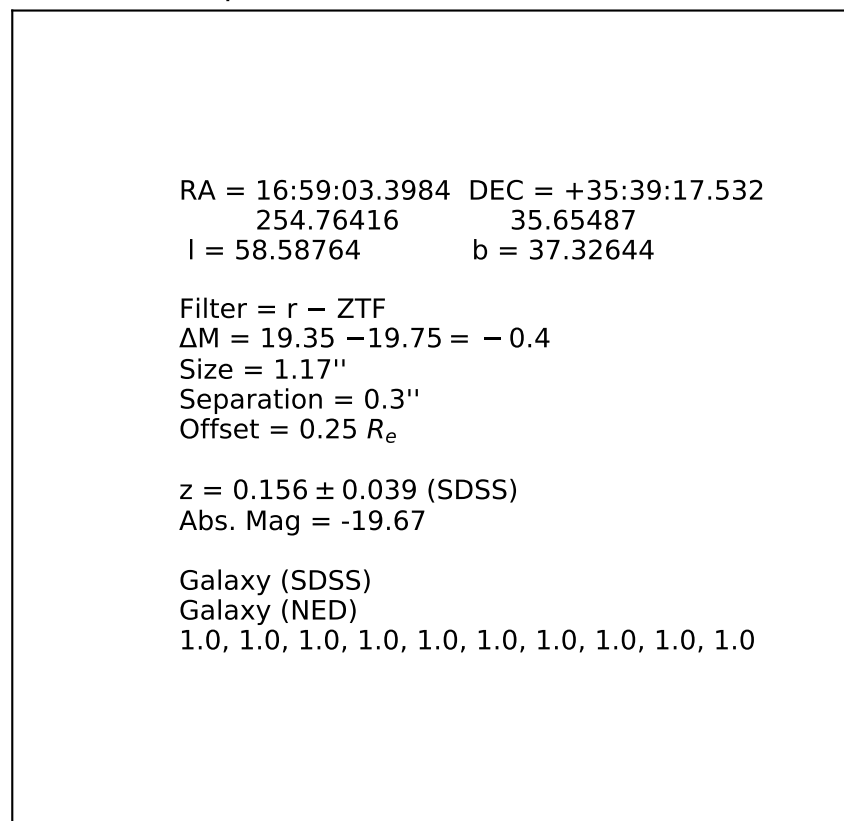 RA = 16:59:03.3984 DEC = +35:39:17.532
254.76416 35.65487
l = 58.58764 b = 37.32644
Filter = r − ZTF
ΔM = 19.35 −19.75 = − 0.4
Size = 1.17''
Separation = 0.3''
Offset = 0.25 Rₑ
z = 0.156 ± 0.039 (SDSS)
Abs. Mag = -19.67
Galaxy (SDSS)
Galaxy (NED)
1.0, 1.0, 1.0, 1.0, 1.0, 1.0, 1.0, 1.0, 1.0, 1.0